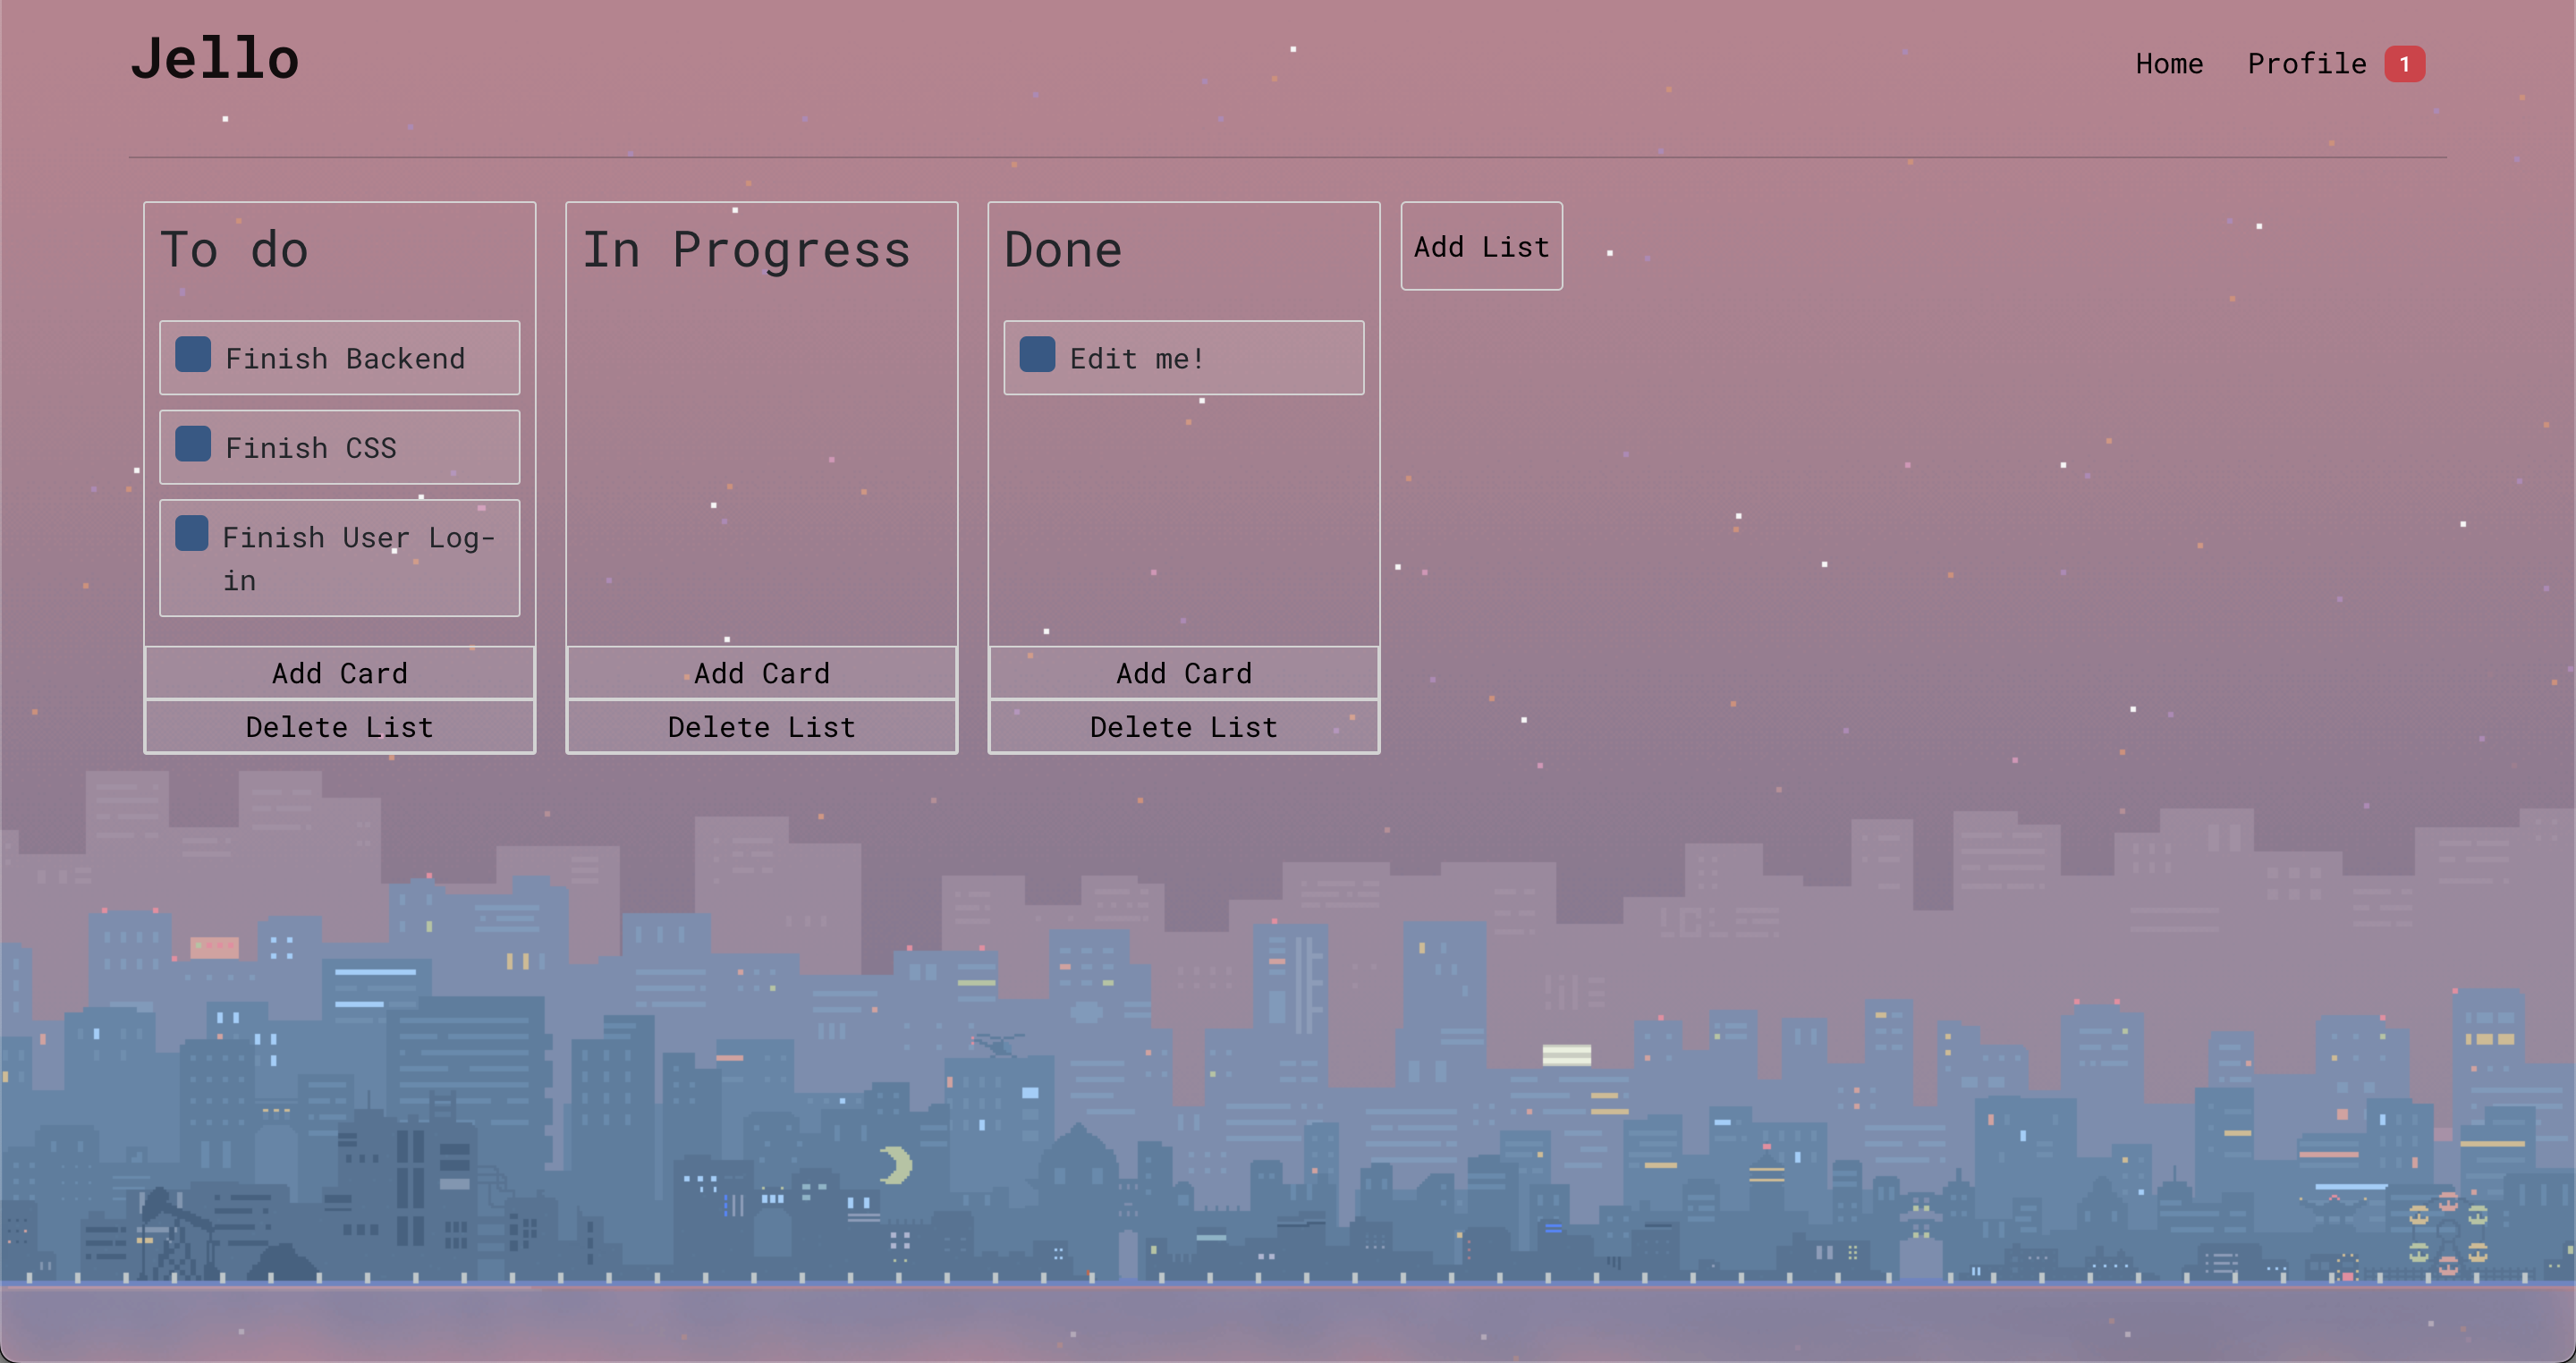 Jello
Home Profile 1
To do
In Progress
Done
Add List
Finish Backend
Finish CSS
Finish User Log-
in
Edit me!
Add Card
Delete List
Add Card
Delete List
Add Card
Delete List